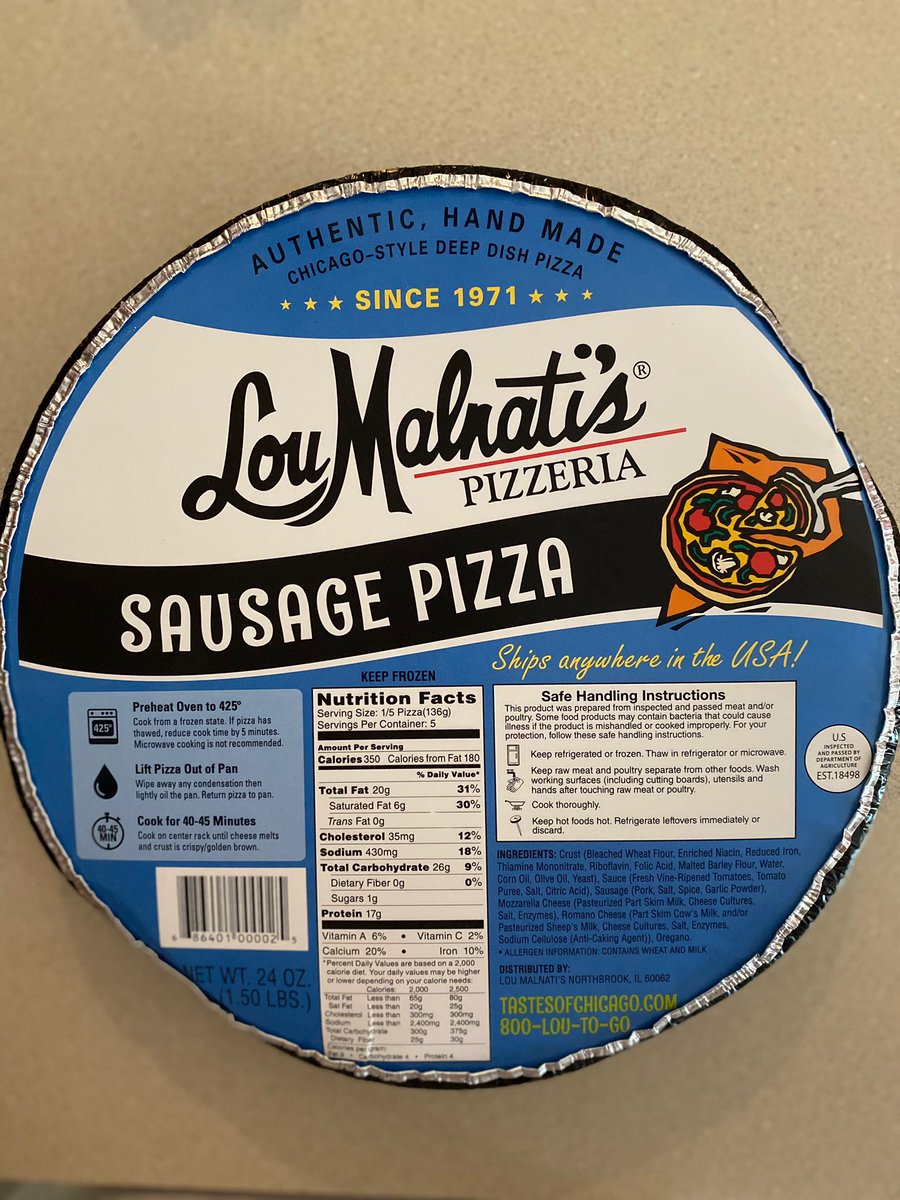 AUTHENTIC, HAND MADE
CHICAGO-STYLE DEEP DISH PIZZA
★ ★ ★ SINCE 1971 ★ ★ ★
Lou Malnati's®
PIZZERIA
SAUSAGE PIZZA
Ships anywhere in the USA!
425°
Preheat Oven to 425°
Cook from a frozen state. If pizza has
thawed, reduce cook time by 5 minutes.
Microwave cooking is not recommended.
Lift Pizza Out of Pan
Wipe away any condensation then
lightly oil the pan. Return pizza to pan.
40-45
MIN
Cook for 40-45 Minutes
Cook on center rack until cheese melts
and crust is crispy/golden brown.
6 86401 00002 5
NET WT. 24 OZ.
(1.50 LBS.)
KEEP FROZEN
Nutrition Facts
Serving Size: 1/5 Pizza(136g)
Servings Per Container: 5
Amount Per Serving
Calories 350 Calories from Fat 180
% Daily Value*
Total Fat 20g 31%
Saturated Fat 6g 30%
Trans Fat 0g
Cholesterol 35mg 12%
Sodium 430mg 18%
Total Carbohydrate 26g 9%
Dietary Fiber 0g 0%
Sugars 1g
Protein 17g
Vitamin A 6% • Vitamin C 2%
Calcium 20% • Iron 10%
*Percent Daily Values are based on a 2,000
calorie diet. Your daily values may be higher
or lower depending on your calorie needs:
Calories: 2,000 2,500
Total Fat Less than 65g 80g
Sat Fat Less than 20g 25g
Cholesterol Less than 300mg 300mg
Sodium Less than 2,400mg 2,400mg
Total Carbohydrate 300g 375g
Dietary Fiber 25g 30g
Calories per gram:
Fat 9 • Carbohydrate 4 • Protein 4
Safe Handling Instructions
This product was prepared from inspected and passed meat and/or
poultry. Some food products may contain bacteria that could cause
illness if the product is mishandled or cooked improperly. For your
protection, follow these safe handling instructions.
Keep refrigerated or frozen. Thaw in refrigerator or microwave.
Keep raw meat and poultry separate from other foods. Wash
working surfaces (including cutting boards), utensils and
hands after touching raw meat or poultry.
Cook thoroughly.
Keep hot foods hot. Refrigerate leftovers immediately or
discard.
U.S
INSPECTED
AND PASSED BY
DEPARTMENT OF
AGRICULTURE
EST.18498
INGREDIENTS: Crust (Bleached Wheat Flour, Enriched Niacin, Reduced Iron,
Thiamine Mononitrate, Riboflavin, Folic Acid, Malted Barley Flour, Water,
Corn Oil, Olive Oil, Yeast), Sauce (Fresh Vine-Ripened Tomatoes, Tomato
Puree, Salt, Citric Acid), Sausage (Pork, Salt, Spice, Garlic Powder),
Mozzarella Cheese (Pasteurized Part Skim Milk, Cheese Cultures,
Salt, Enzymes), Romano Cheese (Part Skim Cow's Milk, and/or
Pasteurized Sheep's Milk, Cheese Cultures, Salt, Enzymes,
Sodium Cellulose (Anti-Caking Agent)), Oregano.
* ALLERGEN INFORMATION: CONTAINS WHEAT AND MILK
DISTRIBUTED BY:
LOU MALNATI'S NORTHBROOK, IL 60062
TASTESOFCHICAGO.COM
800-LOU-TO-GO